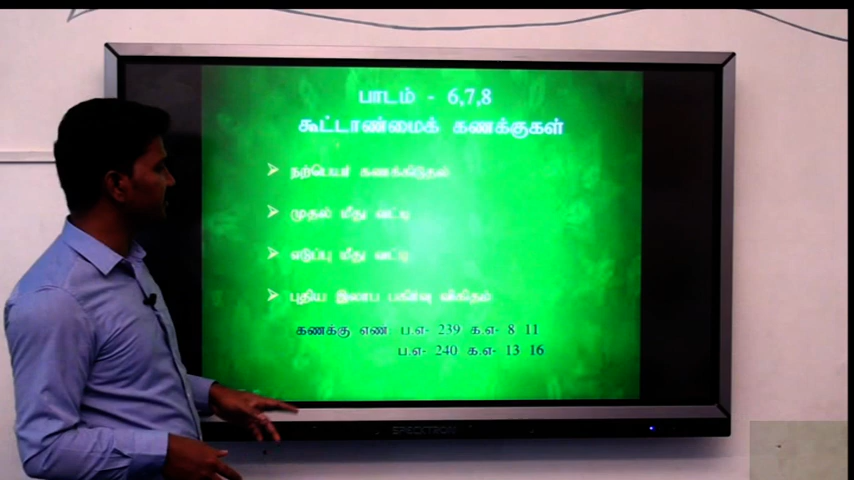 பாடம் - 6,7,8
கூட்டாண்மைக் கணக்குகள்
நற்பெயர் கணக்கிடுதல்
முதல் மீது வட்டி
எடுப்பு மீது வட்டி
புதிய இலாப பகிர்வு விகிதம்
கணக்கு எண் ப.எ- 239 க.எ- 8 11
ப.எ- 240 க.எ- 13 16
SPECKTRON